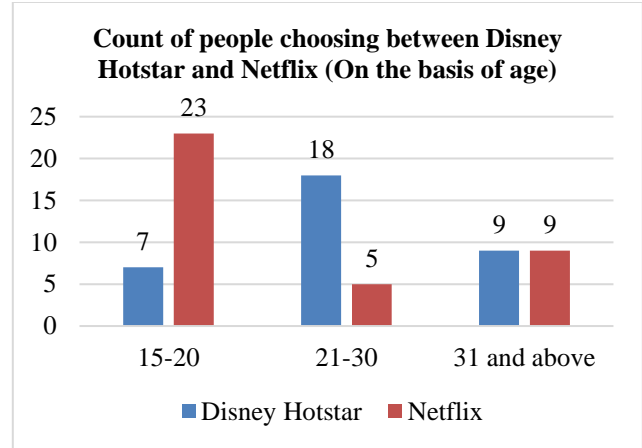 Count of people choosing between Disney
Hotstar and Netflix (On the basis of age)
25
20
15
10
5
0
7
23
18
5
9
9
15-20
21-30
31 and above
Disney Hotstar
Netflix